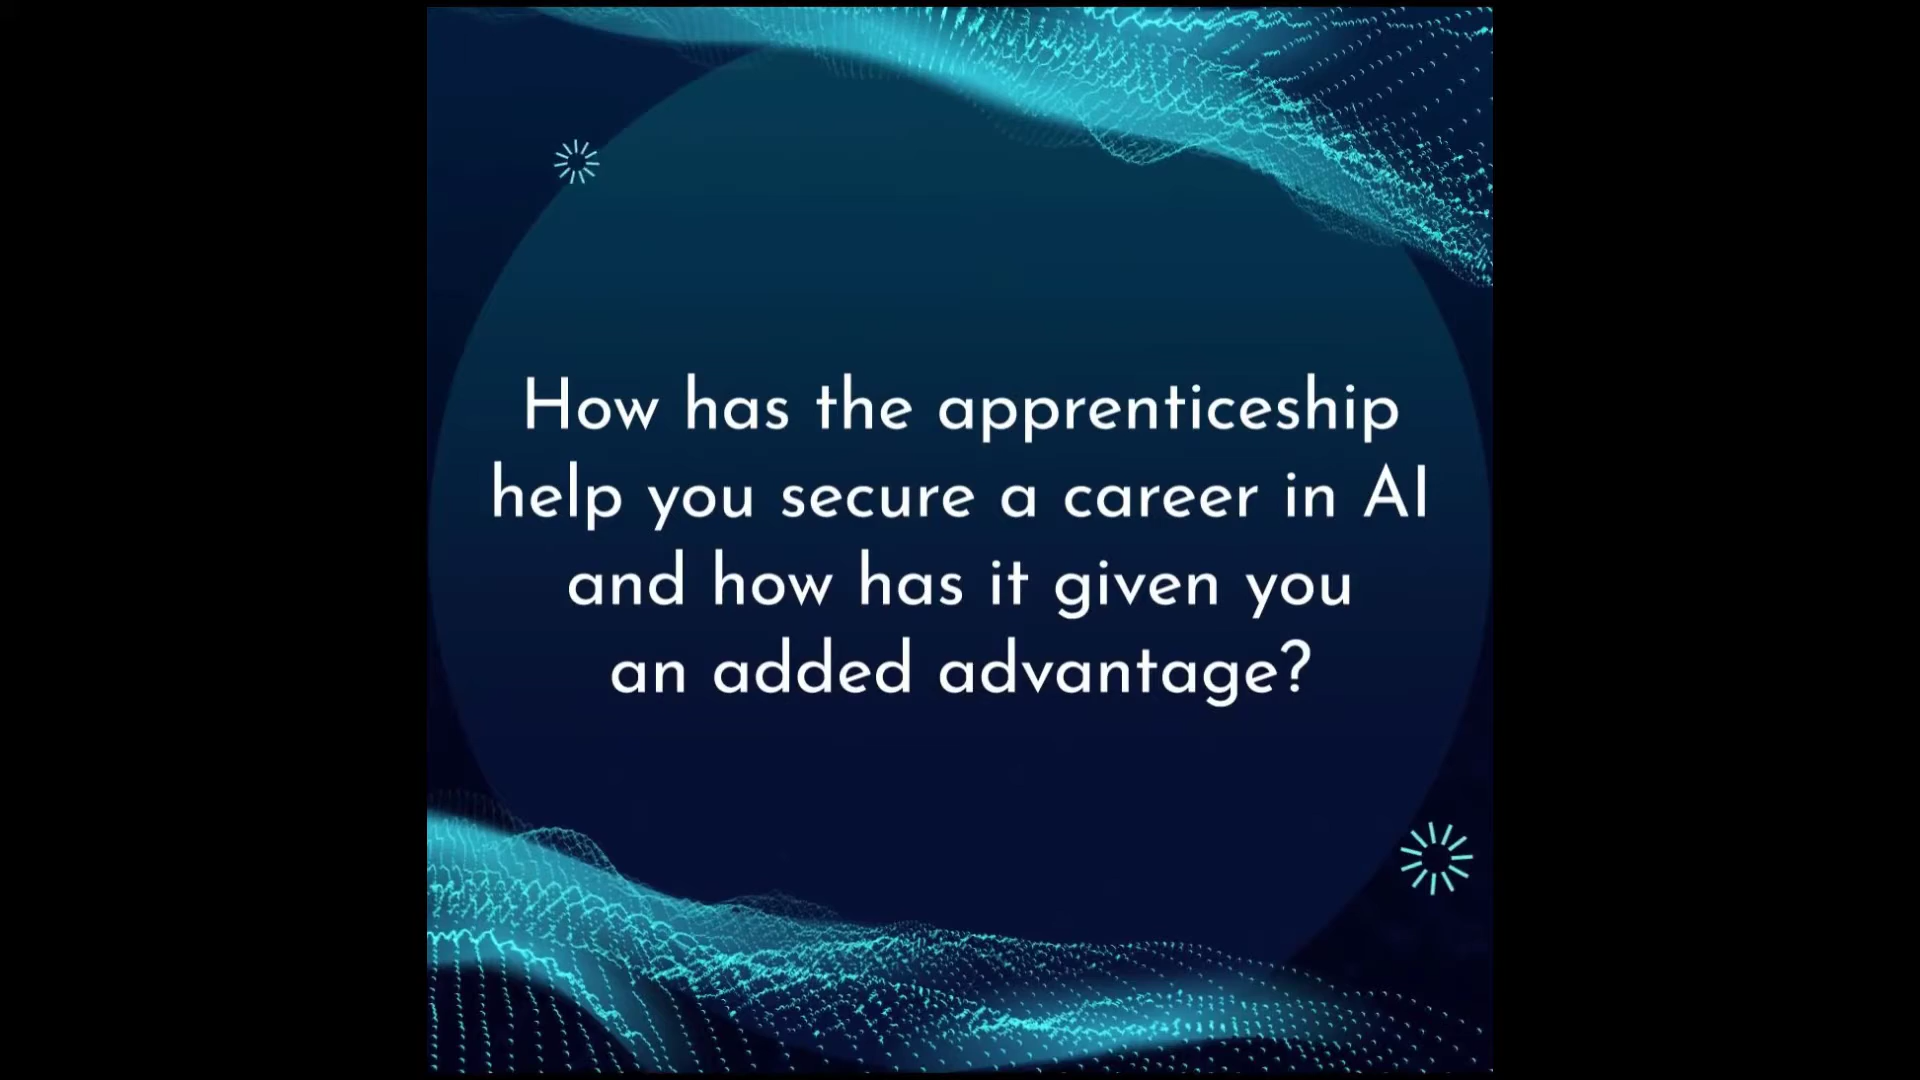 How has the apprenticeship
help you secure a career in AI
and how has it given you
an added advantage?